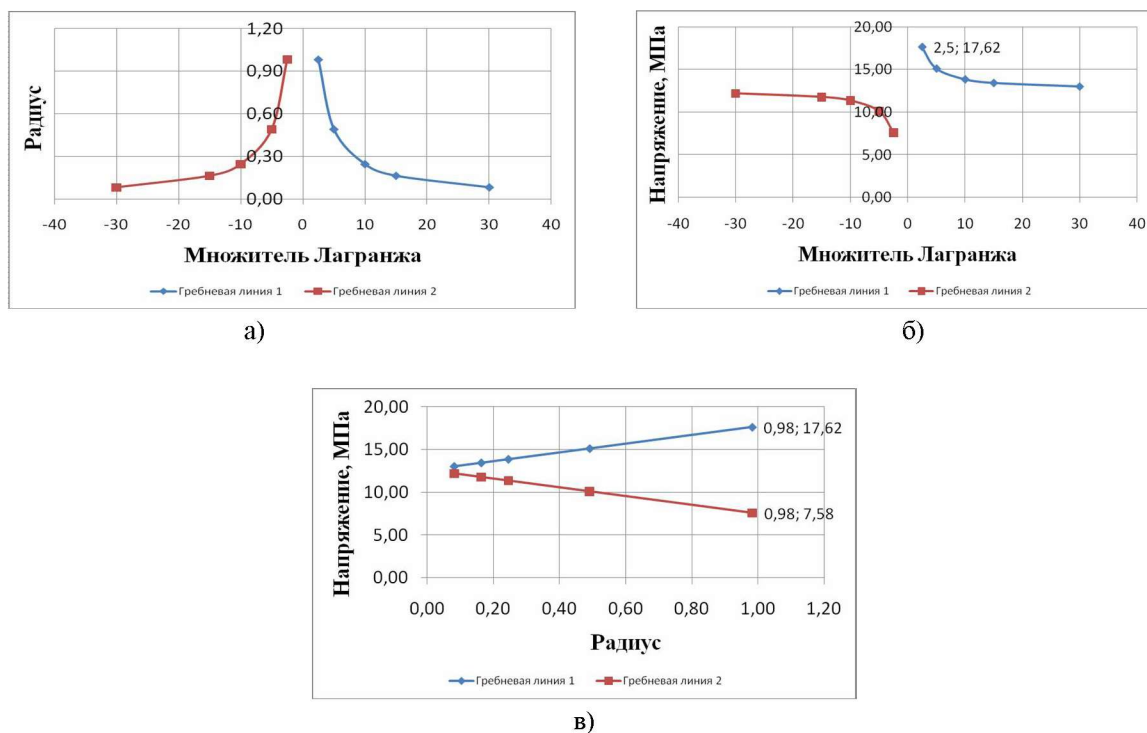 Радиус
1,20
0,90
0,60
0,30
0,00
-40 -30 -20 -10 0 10 20 30 40
Множитель Лагранжа
Гребневая линия 1 Гребневая линия 2
а)
Напряжение, МПа
20,00
15,00
10,00
5,00
0,00
2,5; 17,62
-40 -30 -20 -10 0 10 20 30 40
Множитель Лагранжа
Гребневая линия 1 Гребневая линия 2
б)
Напряжение, МПа
20,00
15,00
10,00
5,00
0,00
0,98; 17,62
0,98; 7,58
0,00 0,20 0,40 0,60 0,80 1,00 1,20
Радиус
Гребневая линия 1 Гребневая линия 2
в)